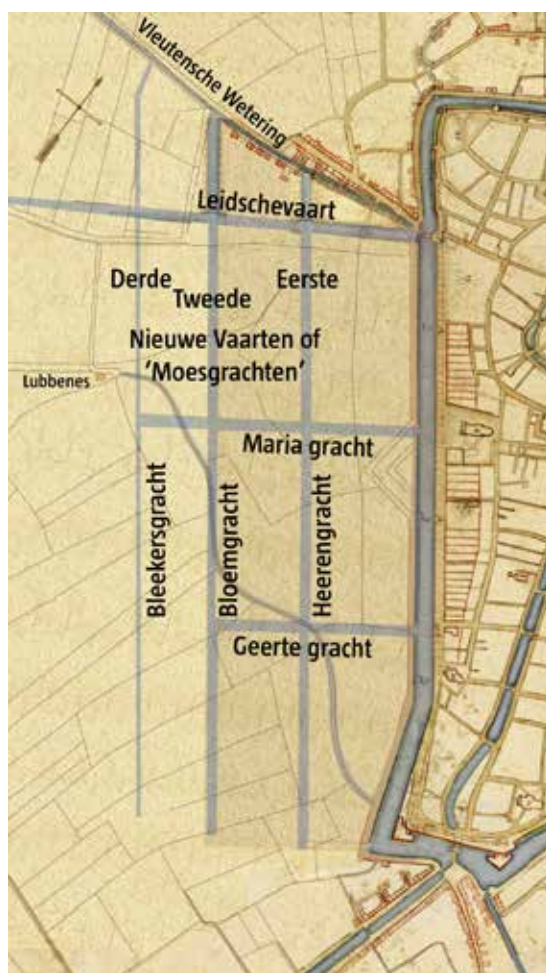 Vleutensche Wetering
Leidschevaart
Derde
Tweede
Eerste
Nieuwe Vaarten of
'Moesgrachten'
Lubbenes
Maria gracht
Bleekersgracht
Bloemgracht
Heerengracht
Geerte gracht